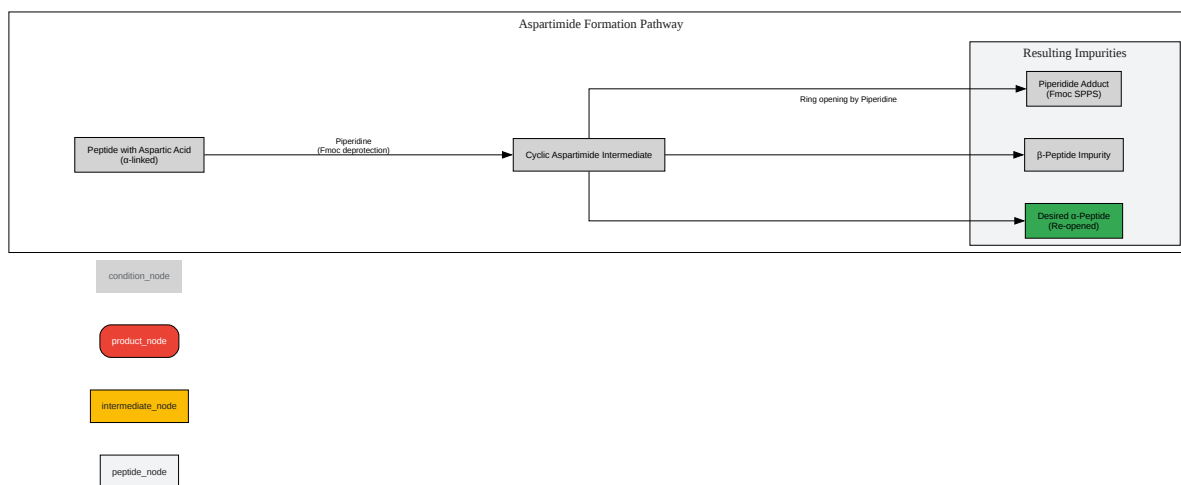 Aspartimide Formation Pathway
Resulting Impurities
Piperidide Adduct
(Fmoc SPPS)
Ring opening by Piperidine
Piperidine
(Fmoc deprotection)
Peptide with Aspartic Acid
(α-linked)
Cyclic Aspartimide Intermediate
β-Peptide Impurity
Desired α-Peptide
(Re-opened)
condition_node
product_node
intermediate_node
peptide_node